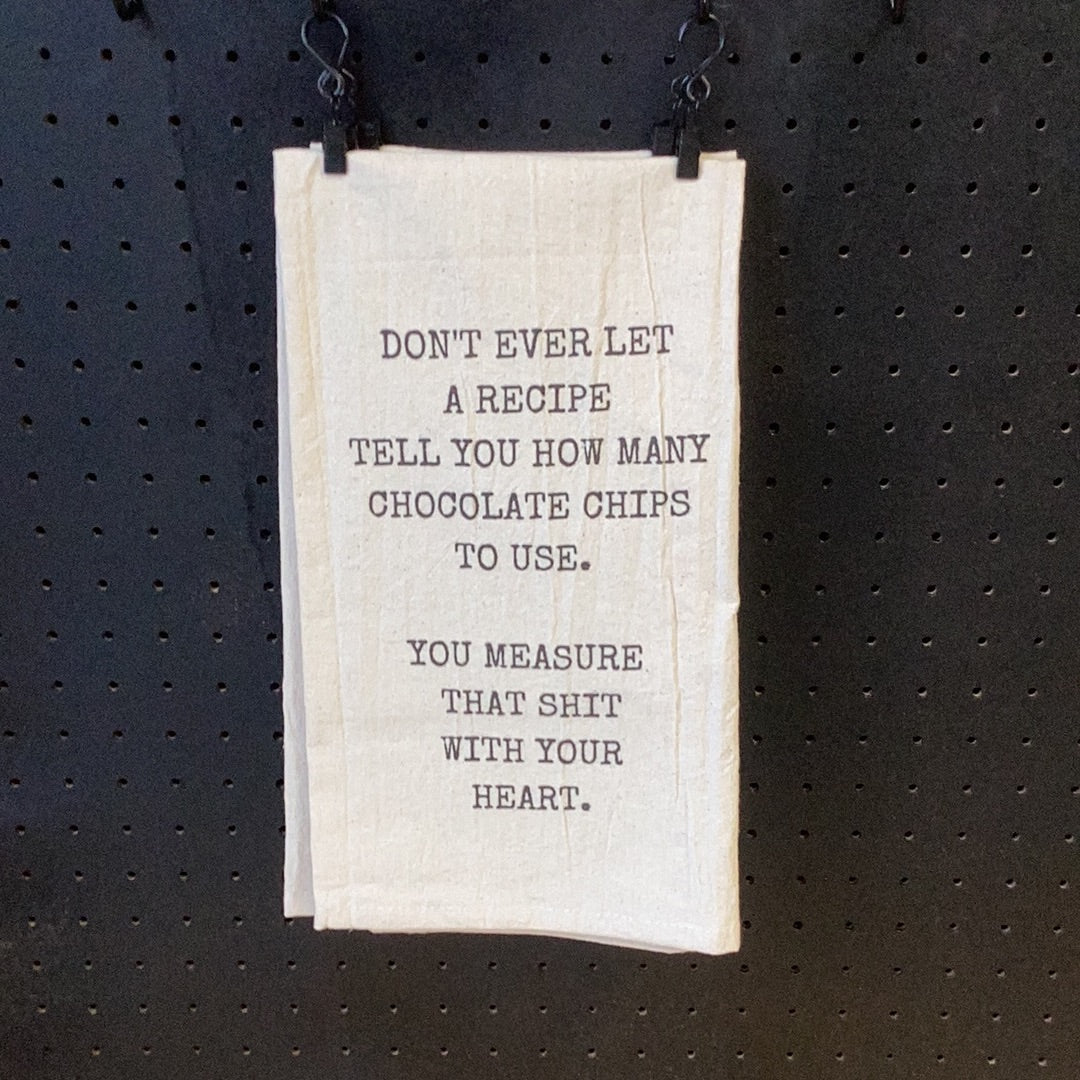 DON'T EVER LET
A RECIPE
TELL YOU HOW MANY
CHOCOLATE CHIPS
TO USE.
YOU MEASURE
THAT SHIT
WITH YOUR
HEART.